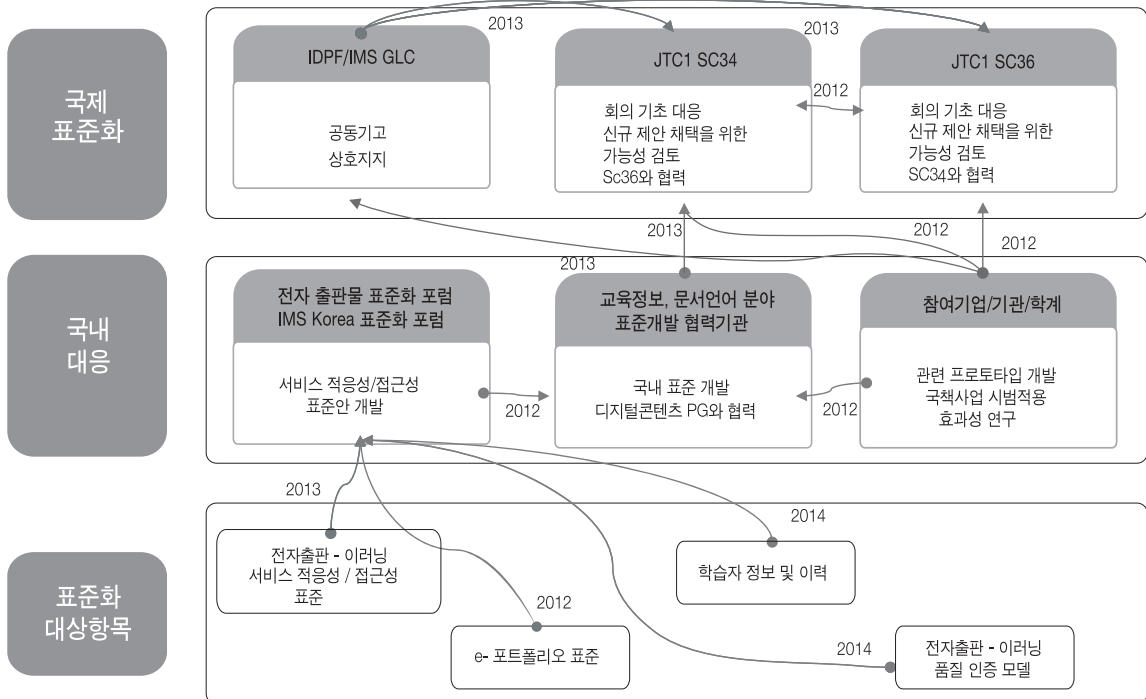 국제
표준화
2013
2013
IDPF/IMS GLC
공동기고
상호지지
JTC1 SC34
회의 기초 대응
신규 제안 채택을 위한
가능성 검토
Sc36와 협력
2012
JTC1 SC36
회의 기초 대응
신규 제안 채택을 위한
가능성 검토
SC34와 협력
2013
2012
2012
2013
국내
대응
전자 출판물 표준화 포럼
IMS Korea 표준화 포럼
서비스 적응성/접근성
표준안 개발
2012
교육정보, 문서언어 분야
표준개발 협력기관
국내 표준 개발
디지털콘텐츠 PG와 협력
2012
참여기업/기관/학계
관련 프로토타입 개발
국책사업 시범적용
효과성 연구
표준화
대상항목
2013
전자출판 - 이러닝
서비스 적응성 / 접근성
표준
2012
e- 포트폴리오 표준
2014
학습자 정보 및 이력
2014
전자출판 - 이러닝
품질 인증 모델